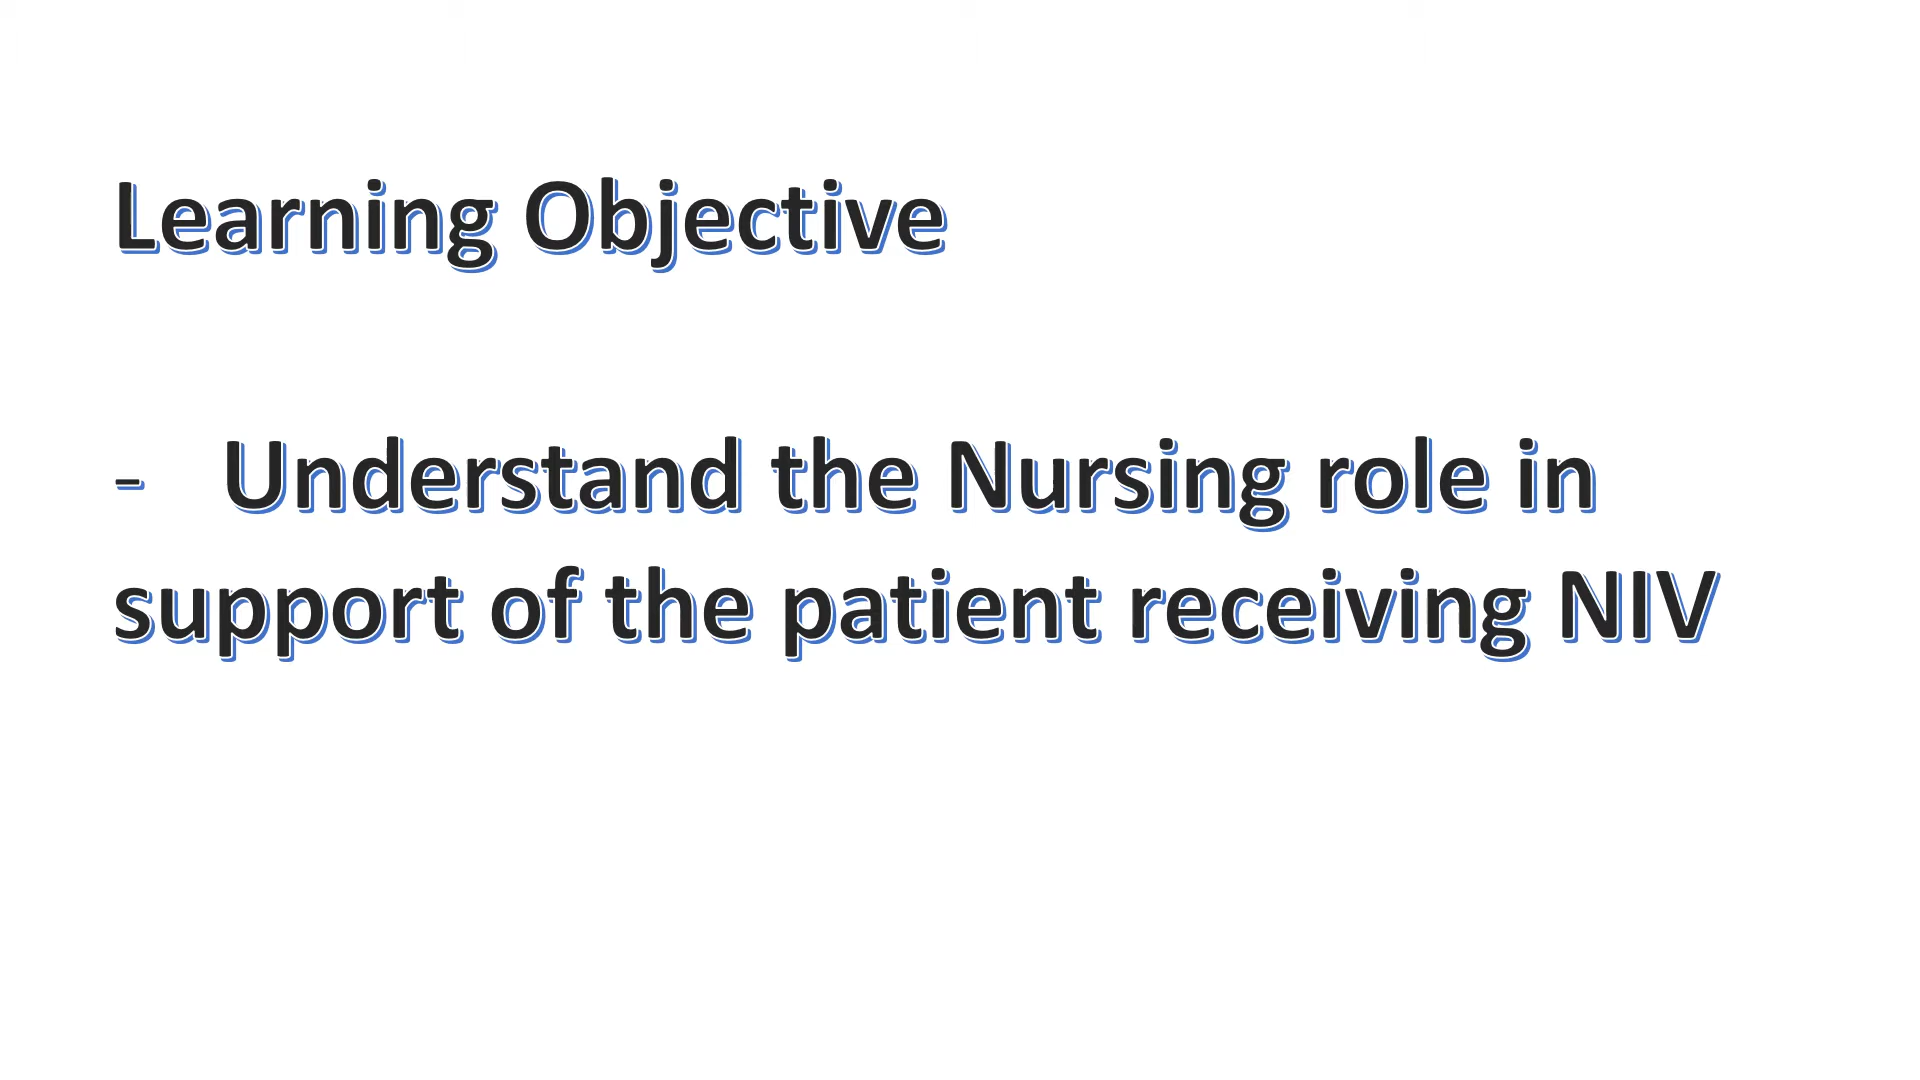 Learning Objective
- Understand the Nursing role in
support of the patient receiving NIV